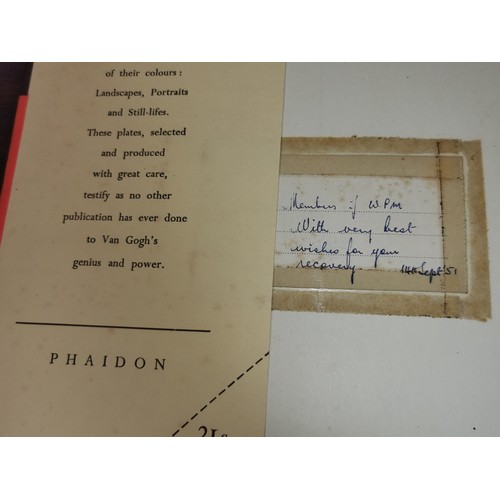 of their colours :
Landscapes, Portraits
and Still-lifes.
These plates, selected
and produced
with great care,
testify as no other
publication has ever done
to Van Gogh's
genius and power.
PHAIDON
21s
Members of WPM
With very best
wishes for your
recovery.
14th Sept 51